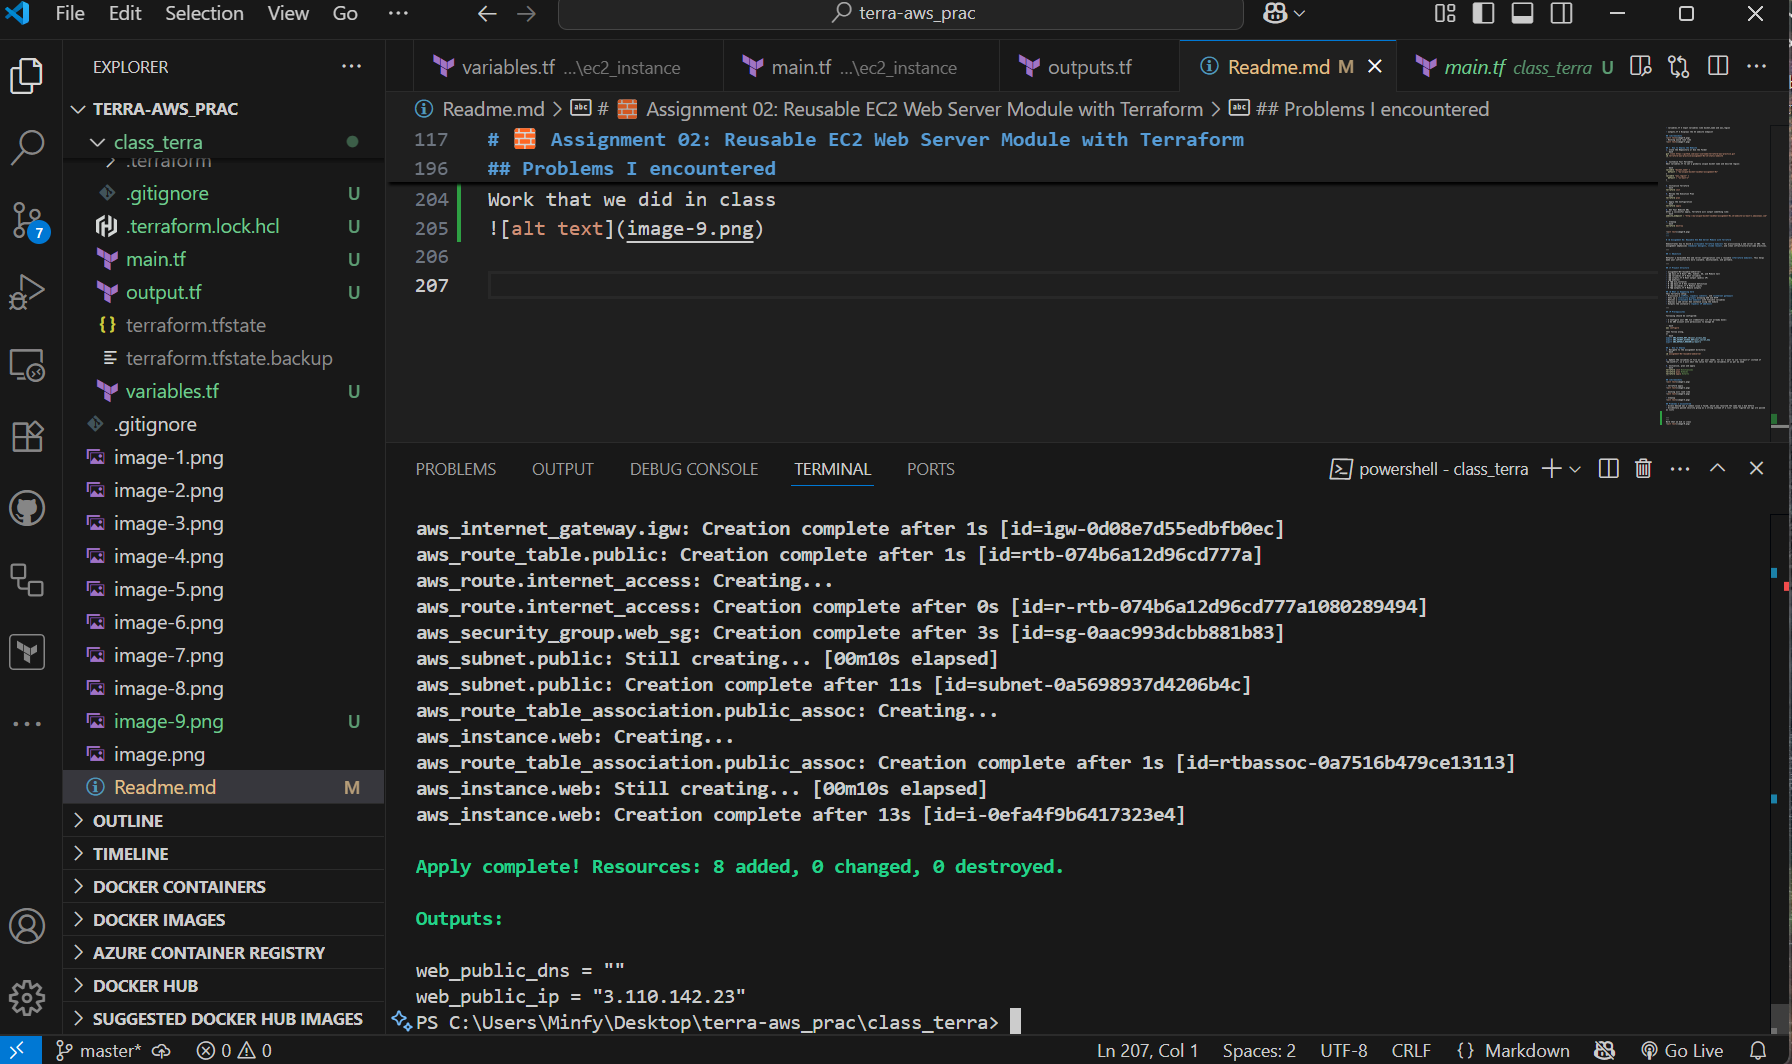 File Edit Selection View Go ··· terra-aws_prac
EXPLORER ···
variables.tf ...\ec2_instance main.tf ...\ec2_instance outputs.tf Readme.md M main.tf class_terra U ···
TERRA-AWS_PRAC
class_terra
.terraform
.gitignore U
.terraform.lock.hcl U
main.tf U
output.tf U
terraform.tfstate
terraform.tfstate.backup
variables.tf U
.gitignore
image-1.png
image-2.png
image-3.png
image-4.png
image-5.png
image-6.png
image-7.png
image-8.png
image-9.png U
image.png
Readme.md M
OUTLINE
TIMELINE
DOCKER CONTAINERS
DOCKER IMAGES
AZURE CONTAINER REGISTRY
DOCKER HUB
SUGGESTED DOCKER HUB IMAGES
7
Readme.md > # 🧱 Assignment 02: Reusable EC2 Web Server Module with Terraform > ## Problems I encountered
117 # 🧱 Assignment 02: Reusable EC2 Web Server Module with Terraform
196 ## Problems I encountered
204 Work that we did in class
205 ![alt text](image-9.png)
206
207
PROBLEMS OUTPUT DEBUG CONSOLE TERMINAL PORTS powershell - class_terra ···
aws_internet_gateway.igw: Creation complete after 1s [id=igw-0d08e7d55edbfb0ec]
aws_route_table.public: Creation complete after 1s [id=rtb-074b6a12d96cd777a]
aws_route.internet_access: Creating...
aws_route.internet_access: Creation complete after 0s [id=r-rtb-074b6a12d96cd777a1080289494]
aws_security_group.web_sg: Creation complete after 3s [id=sg-0aac993dcbb881b83]
aws_subnet.public: Still creating... [00m10s elapsed]
aws_subnet.public: Creation complete after 11s [id=subnet-0a5698937d4206b4c]
aws_route_table_association.public_assoc: Creating...
aws_instance.web: Creating...
aws_route_table_association.public_assoc: Creation complete after 1s [id=rtbassoc-0a7516b479ce13113]
aws_instance.web: Still creating... [00m10s elapsed]
aws_instance.web: Creation complete after 13s [id=i-0efa4f9b6417323e4]
Apply complete! Resources: 8 added, 0 changed, 0 destroyed.
Outputs:
web_public_dns = ""
web_public_ip = "3.110.142.23"
PS C:\Users\Minfy\Desktop\terra-aws_prac\class_terra>
master* 0 0 Ln 207, Col 1 Spaces: 2 UTF-8 CRLF {} Markdown Go Live